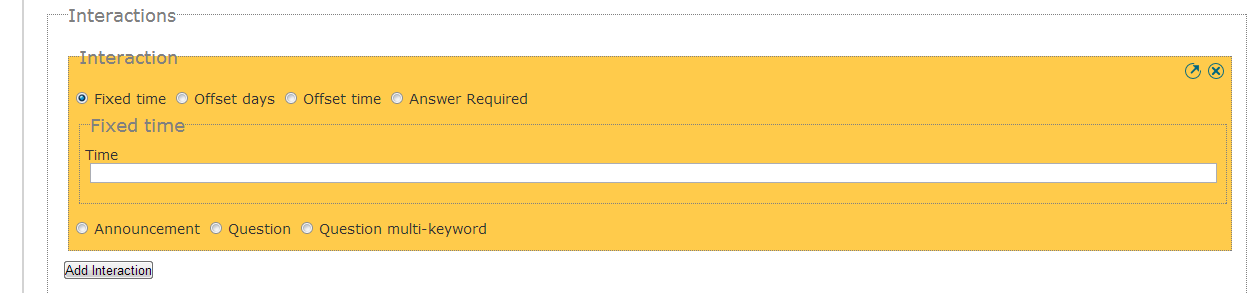 Interactions
Interaction
Fixed time Offset days Offset time Answer Required
Fixed time
Time
Announcement Question Question multi-keyword
Add Interaction